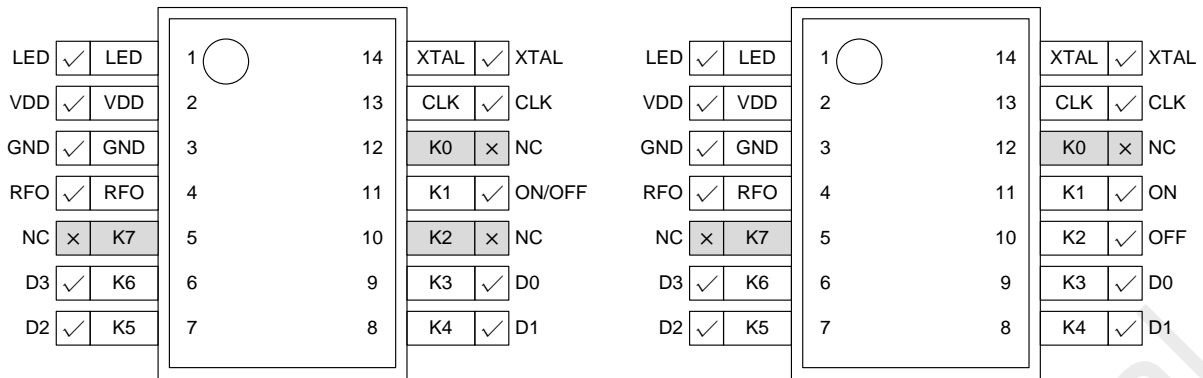 LED ✓ LED 1 14 XTAL ✓ XTAL LED ✓ LED 1 14 XTAL ✓ XTAL
VDD ✓ VDD 2 13 CLK ✓ CLK VDD ✓ VDD 2 13 CLK ✓ CLK
GND ✓ GND 3 12 K0 × NC GND ✓ GND 3 12 K0 × NC
RFO ✓ RFO 4 11 K1 ✓ ON/OFF RFO ✓ RFO 4 11 K1 ✓ ON
NC × K7 5 10 K2 × NC NC × K7 5 10 K2 ✓ OFF
D3 ✓ K6 6 9 K3 ✓ D0 D3 ✓ K6 6 9 K3 ✓ D0
D2 ✓ K5 7 8 K4 ✓ D1 D2 ✓ K5 7 8 K4 ✓ D1